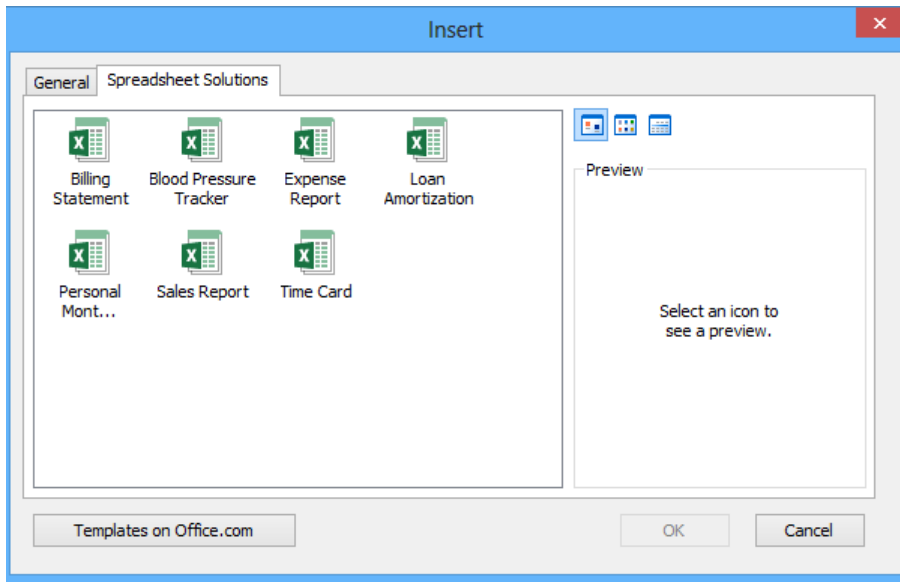 Insert
General
Spreadsheet Solutions
Billing
Statement
Blood Pressure
Tracker
Expense
Report
Loan
Amortization
Personal
Mont...
Sales Report
Time Card
Preview
Select an icon to
see a preview.
Templates on Office.com
OK
Cancel